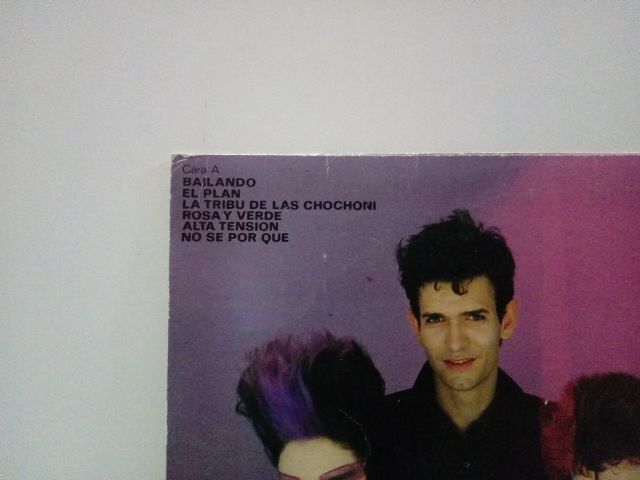 Cara A
BAILANDO
EL PLAN
LA TRIBU DE LAS CHOCHONI
ROSA Y VERDE
ALTA TENSION
NO SE POR QUE